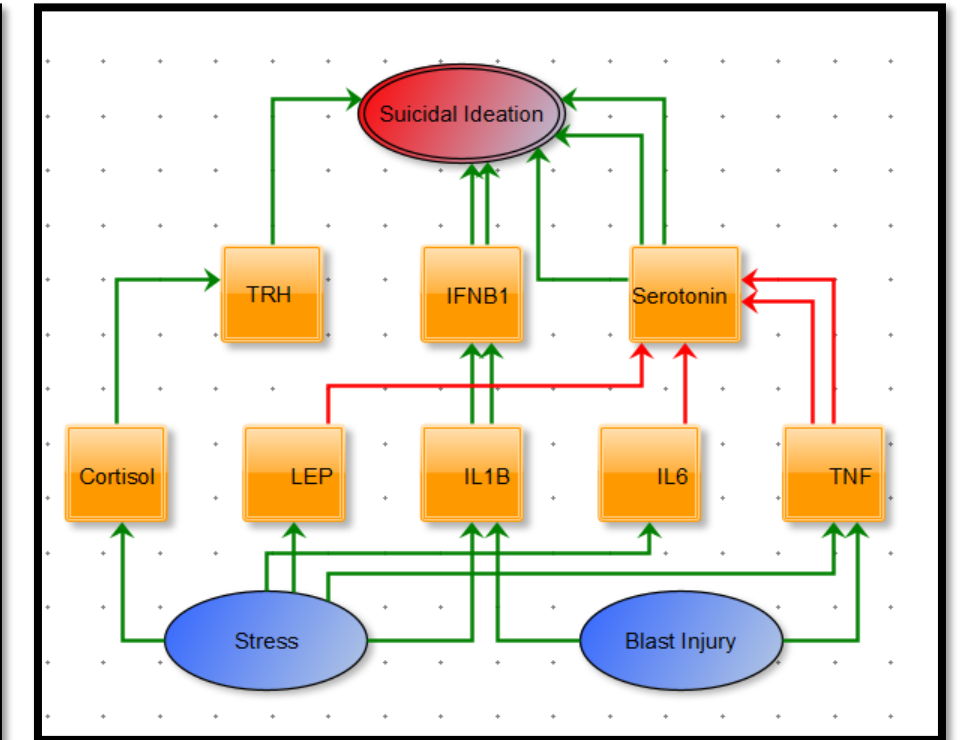 Suicidal Ideation
TRH
IFNB1
Serotonin
Cortisol
LEP
IL1B
IL6
TNF
Stress
Blast Injury